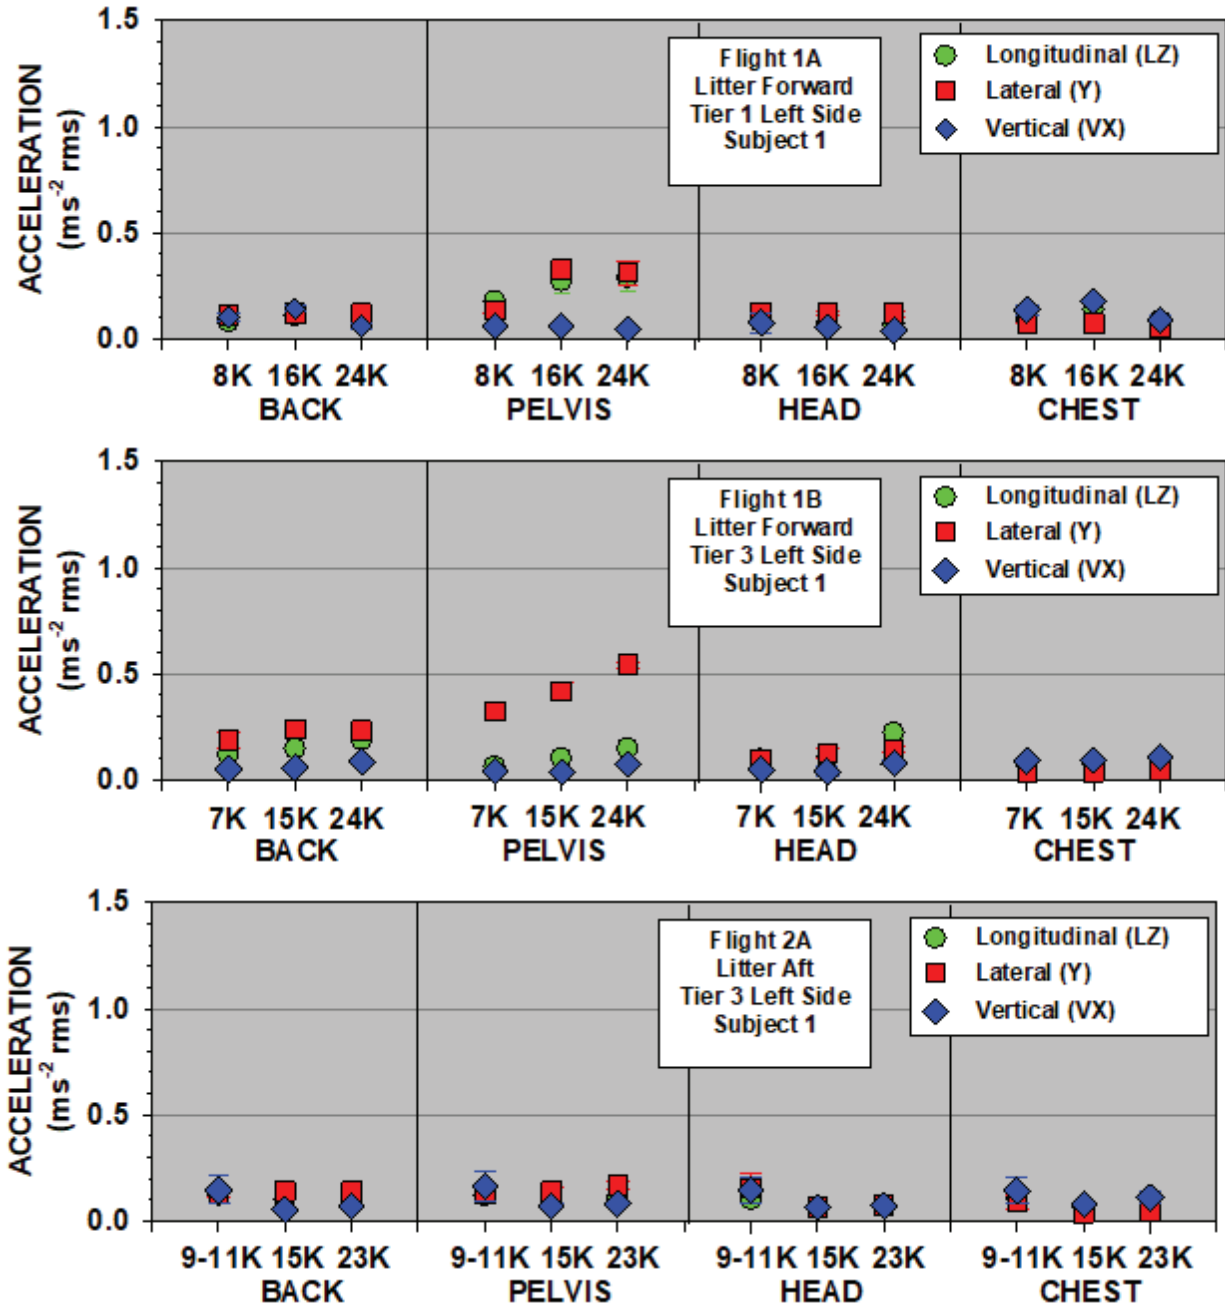 1.5
1.0
0.5
0.0
ACCELERATION
(ms-2 rms)
Flight 1A
Litter Forward
Tier 1 Left Side
Subject 1
Longitudinal (LZ)
Lateral (Y)
Vertical (VX)
8K 16K 24K 8K 16K 24K 8K 16K 24K 8K 16K 24K
BACK PELVIS HEAD CHEST
1.5
1.0
0.5
0.0
ACCELERATION
(ms-2 rms)
Flight 1B
Litter Forward
Tier 3 Left Side
Subject 1
Longitudinal (LZ)
Lateral (Y)
Vertical (VX)
7K 15K 24K 7K 15K 24K 7K 15K 24K 7K 15K 24K
BACK PELVIS HEAD CHEST
1.5
1.0
0.5
0.0
ACCELERATION
(ms-2 rms)
Flight 2A
Litter Aft
Tier 3 Left Side
Subject 1
Longitudinal (LZ)
Lateral (Y)
Vertical (VX)
9-11K 15K 23K 9-11K 15K 23K 9-11K 15K 23K 9-11K 15K 23K
BACK PELVIS HEAD CHEST